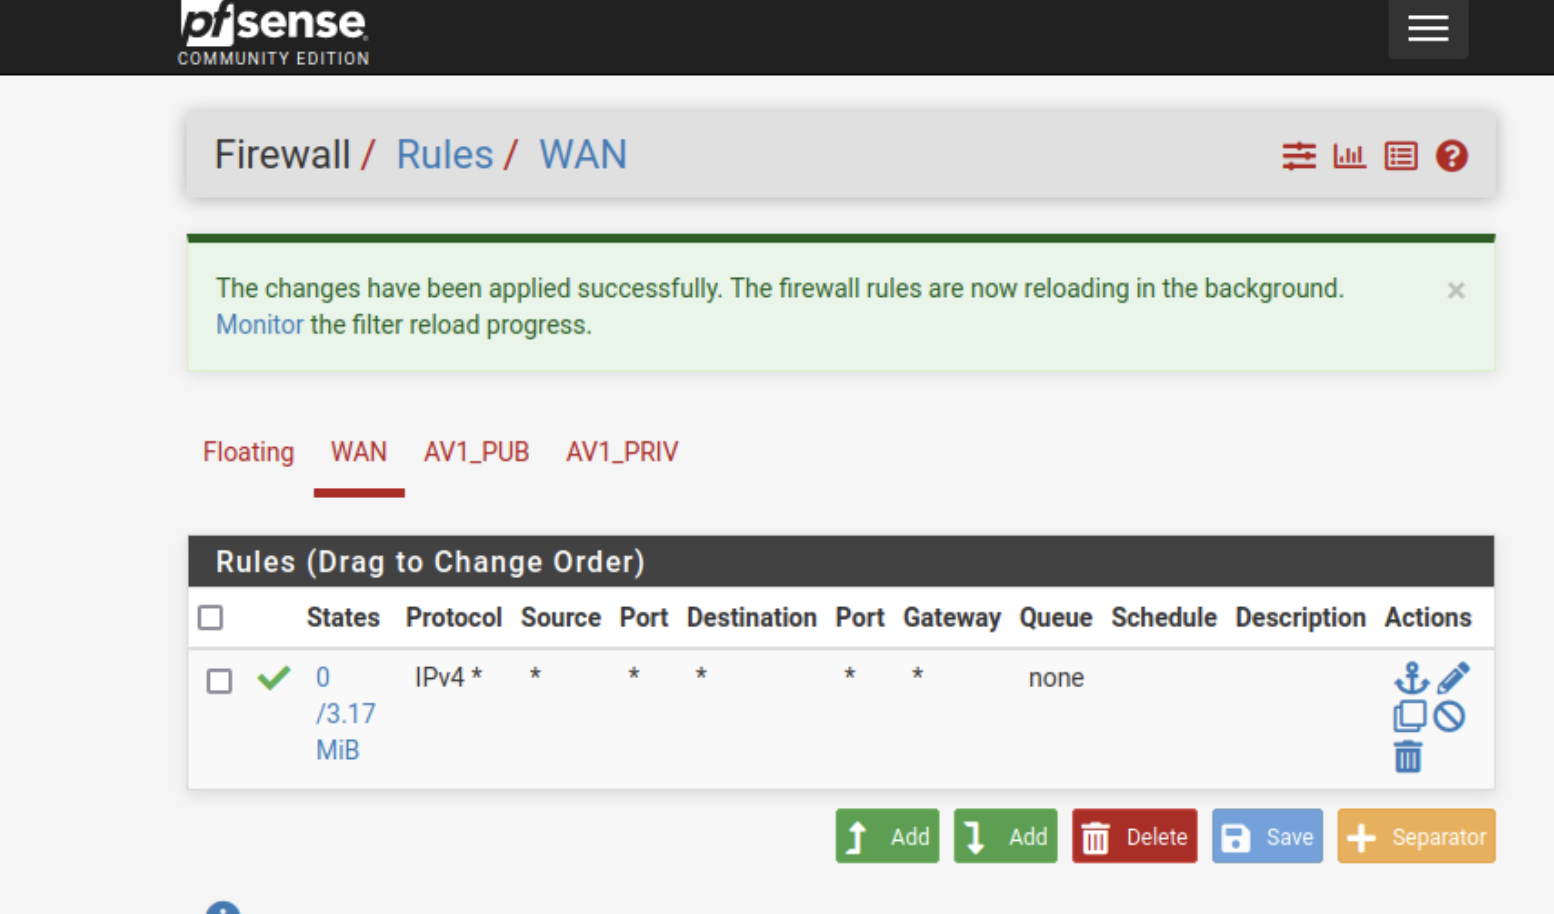 pfsense
COMMUNITY EDITION
Firewall / Rules / WAN
The changes have been applied successfully. The firewall rules are now reloading in the background.
Monitor the filter reload progress.
×
Floating WAN AV1_PUB AV1_PRIV
Rules (Drag to Change Order)
States Protocol Source Port Destination Port Gateway Queue Schedule Description Actions
0 IPv4 * * * * * * none
/3.17
MiB
Add Add Delete Save Separator